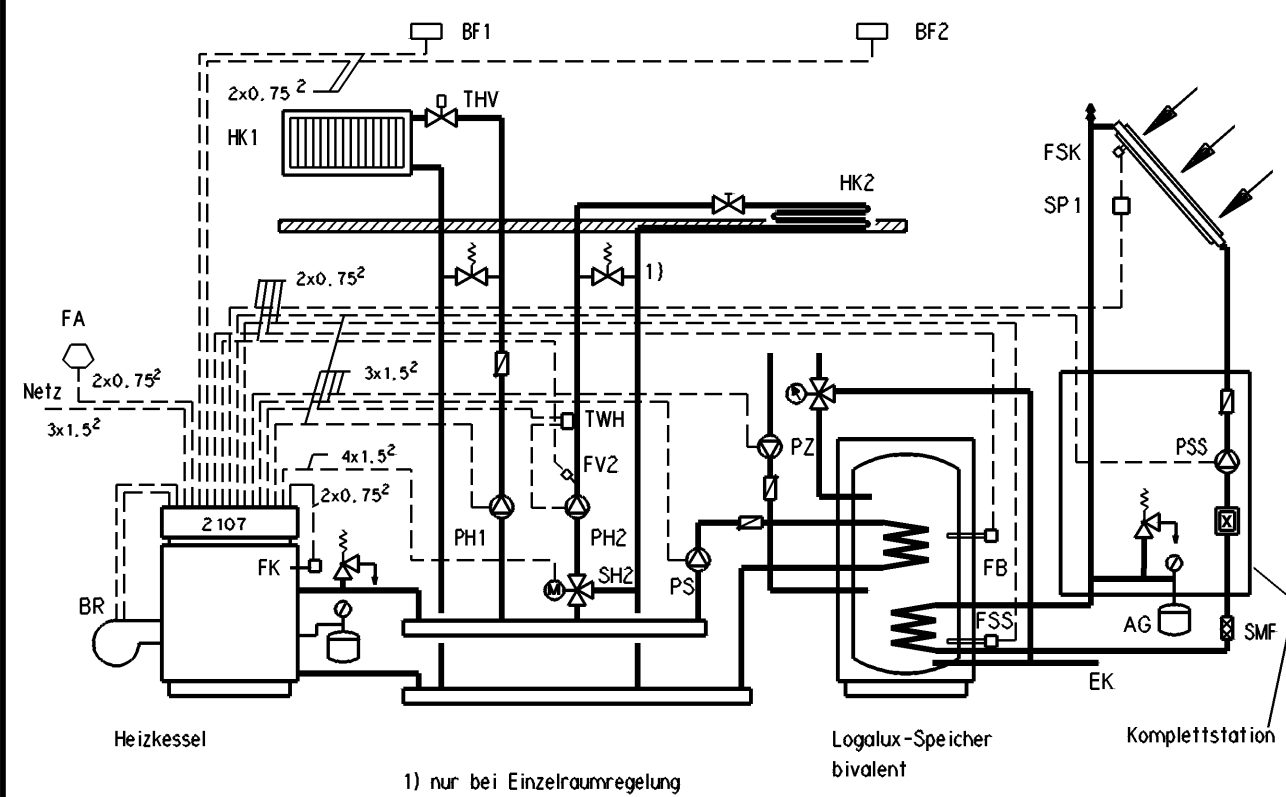 BF1
BF2
2x0.75²
THV
HK1
FSK
HK2
SP1
2x0.75²
1)
FA
3x1.5²
2x0.75²
Netz
3x1.5²
TWH
PZ
PSS
4x1.5²
FV2
2x0.75²
2107
PH1
PH2
FK
SH2
PS
FB
M
X
BR
FSS
AG
SMF
EK
Heizkessel
Logalux-Speicher
bivalent
Komplettstation
1) nur bei Einzelraumregelung